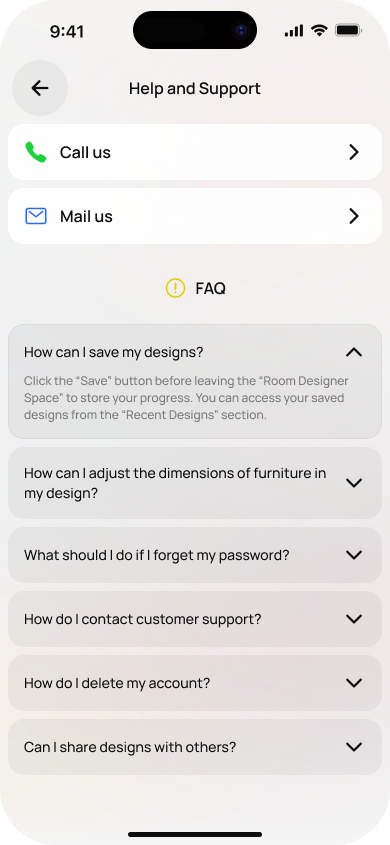 9:41
Help and Support
Call us
Mail us
FAQ
How can I save my designs?
Click the “Save” button before leaving the “Room Designer
Space” to store your progress. You can access your saved
designs from the “Recent Designs” section.
How can I adjust the dimensions of furniture in
my design?
What should I do if I forget my password?
How do I contact customer support?
How do I delete my account?
Can I share designs with others?